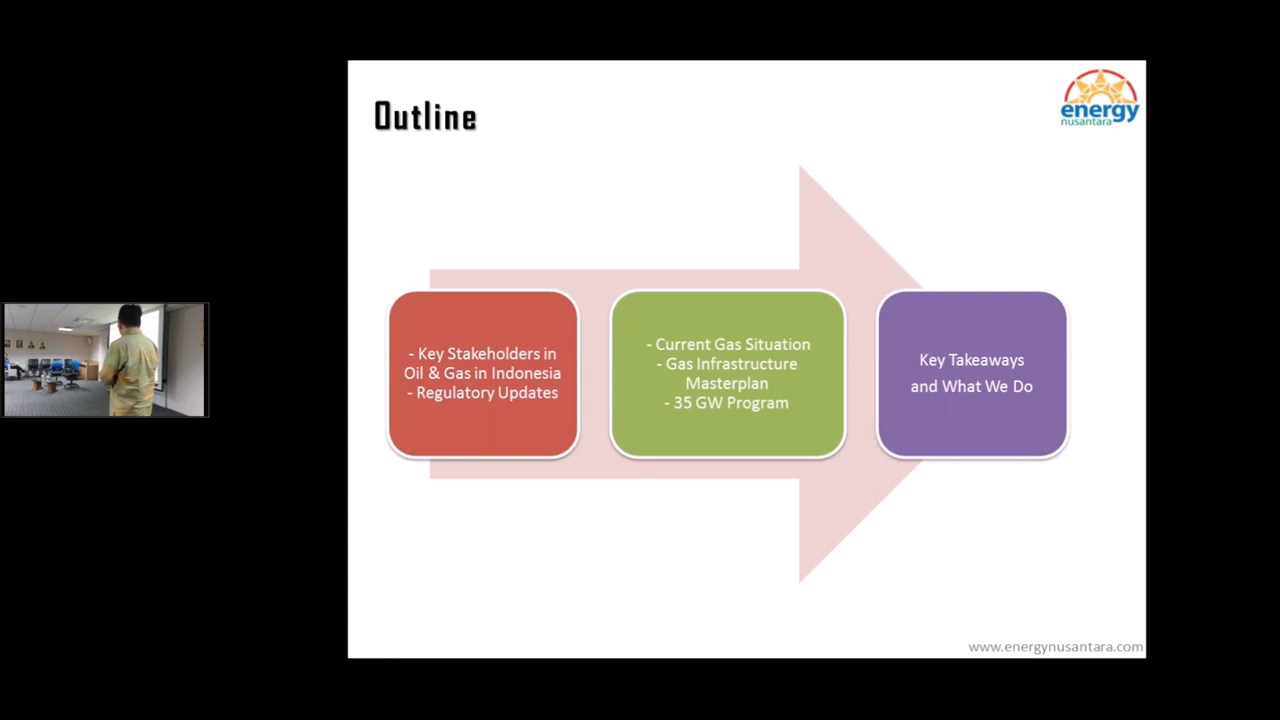 Outline
energy
nusantara
- Key Stakeholders in
Oil & Gas in Indonesia
- Regulatory Updates
- Current Gas Situation
- Gas Infrastructure
Masterplan
- 35 GW Program
Key Takeaways
and What We Do
www.energynusantara.com